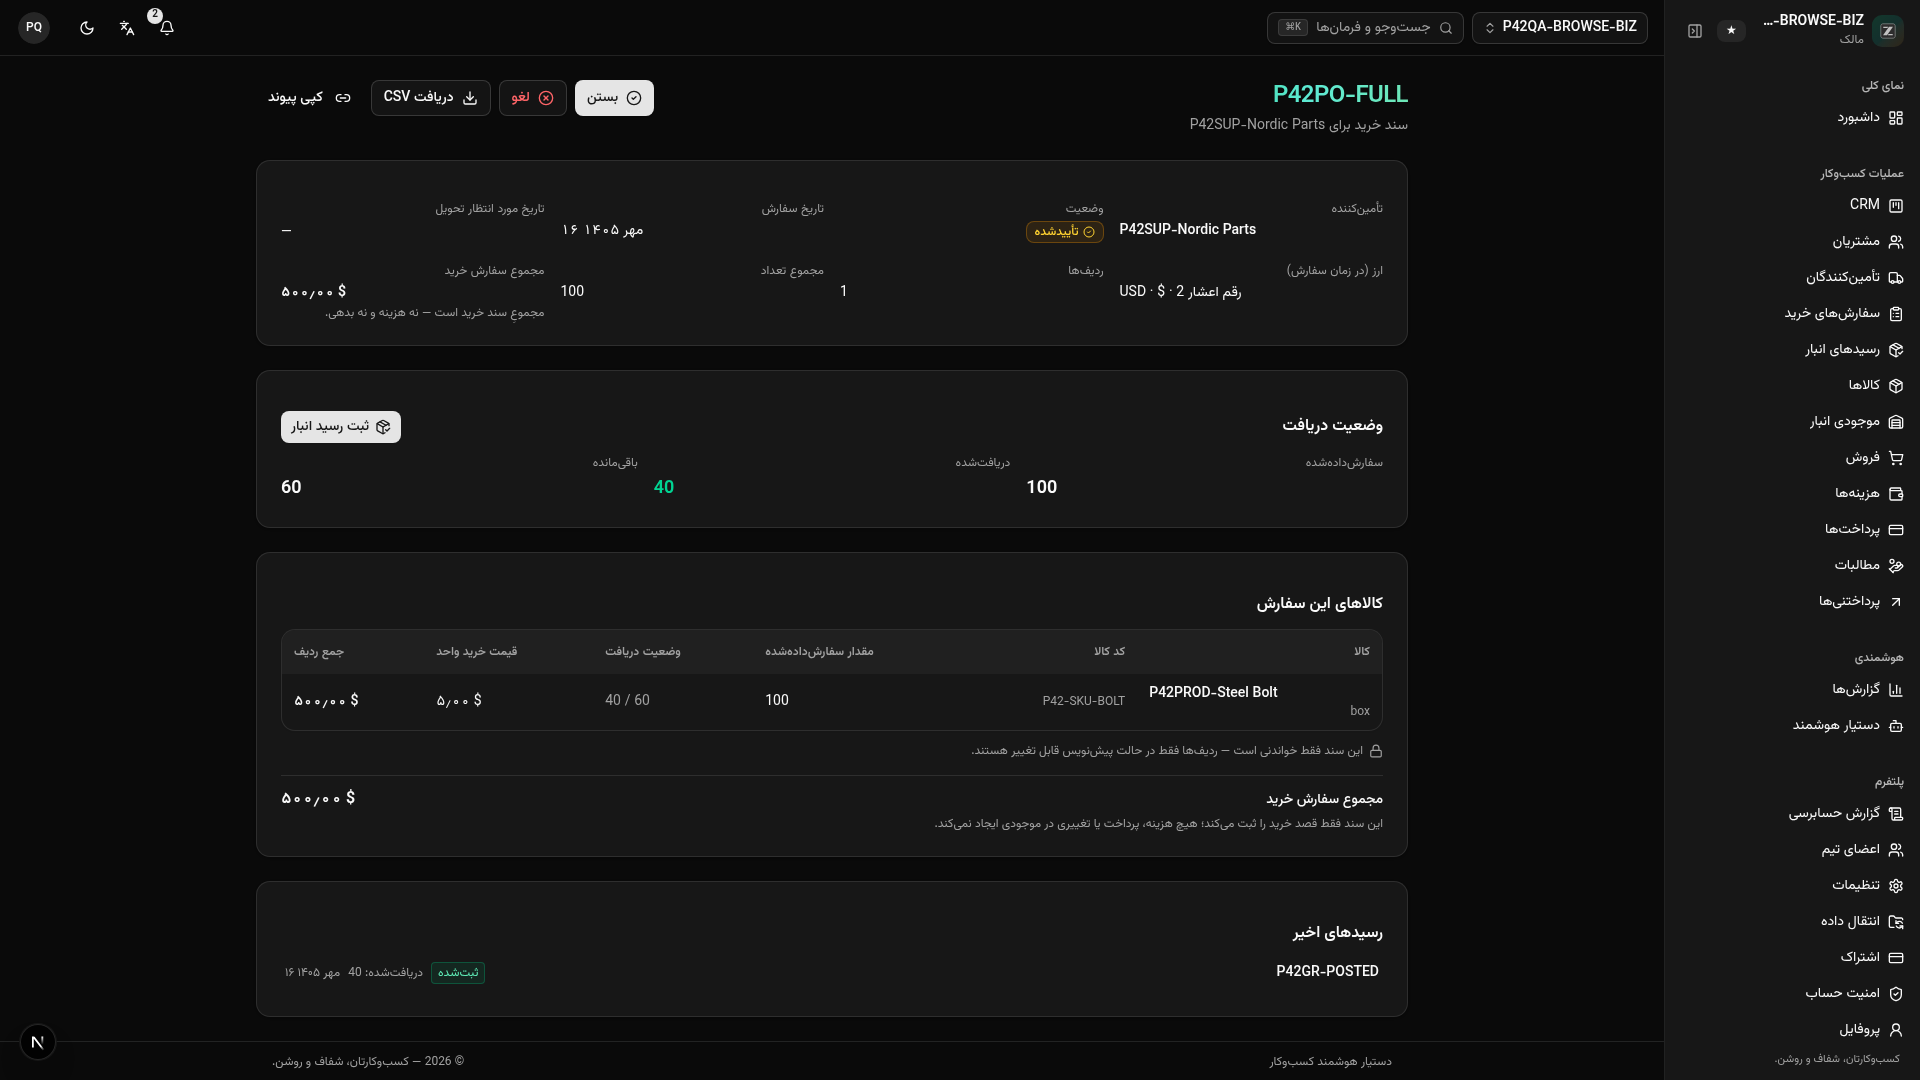 ...-BROWSE-BIZ
مالک
P42QA-BROWSE-BIZ
جست‌وجو و فرمان‌ها ⌘K
2
PQ
نمای کلی
داشبورد
عملیات کسب‌وکار
CRM
مشتریان
تأمین‌کنندگان
سفارش‌های خرید
رسیدهای انبار
کالاها
موجودی انبار
فروش
هزینه‌ها
پرداخت‌ها
مطالبات
پرداختنی‌ها
هوشمندی
گزارش‌ها
دستیار هوشمند
پلتفرم
گزارش حسابرسی
اعضای تیم
تنظیمات
انتقال داده
اشتراک
امنیت حساب
پروفایل
کسب‌وکارتان، شفاف و روشن.
P42PO-FULL
سند خرید برای P42SUP-Nordic Parts
بستن
لغو
دریافت CSV
کپی پیوند
تأمین‌کننده
P42SUP-Nordic Parts
وضعیت
تأییدشده
تاریخ سفارش
۱۶ مهر ۱۴۰۵
تاریخ مورد انتظار تحویل
—
ارز (در زمان سفارش)
USD · $ · 2 رقم اعشار
ردیف‌ها
1
مجموع تعداد
100
مجموع سفارش خرید
۵۰۰٫۰۰ $
مجموع سند خرید است — نه هزینه و نه بدهی.
وضعیت دریافت
ثبت رسید انبار
سفارش‌داده‌شده
100
دریافت‌شده
40
باقی‌مانده
60
کالاهای این سفارش
کالا کد کالا مقدار سفارش‌داده‌شده وضعیت دریافت قیمت خرید واحد جمع ردیف
P42PROD-Steel Bolt P42-SKU-BOLT 100 40 / 60 ۵٫۰۰ $ ۵۰۰٫۰۰ $
box
این سند فقط خواندنی است — ردیف‌ها فقط در حالت پیش‌نویس قابل تغییر هستند.
مجموع سفارش خرید ۵۰۰٫۰۰ $
این سند فقط قصد خرید را ثبت می‌کند؛ هیچ هزینه، پرداخت یا تغییری در موجودی ایجاد نمی‌کند.
رسیدهای اخیر
P42GR-POSTED ثبت‌شده دریافت‌شده: 40 ۱۶ مهر ۱۴۰۵
دستیار هوشمند کسب‌وکار
© 2026 — کسب‌وکارتان، شفاف و روشن.